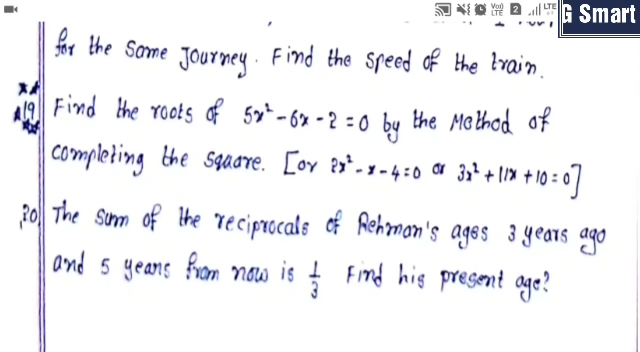 G Smart
for the same Journey. Find the speed of the train.
19 Find the roots of 5x² - 6x - 2 = 0 by the Method of
completing the square. [or 2x² - x - 4 = 0 or 3x² + 11x + 10 = 0]
20 The sum of the reciprocals of Rehman's ages 3 years ago
and 5 years from now is 1/3 Find his present age?